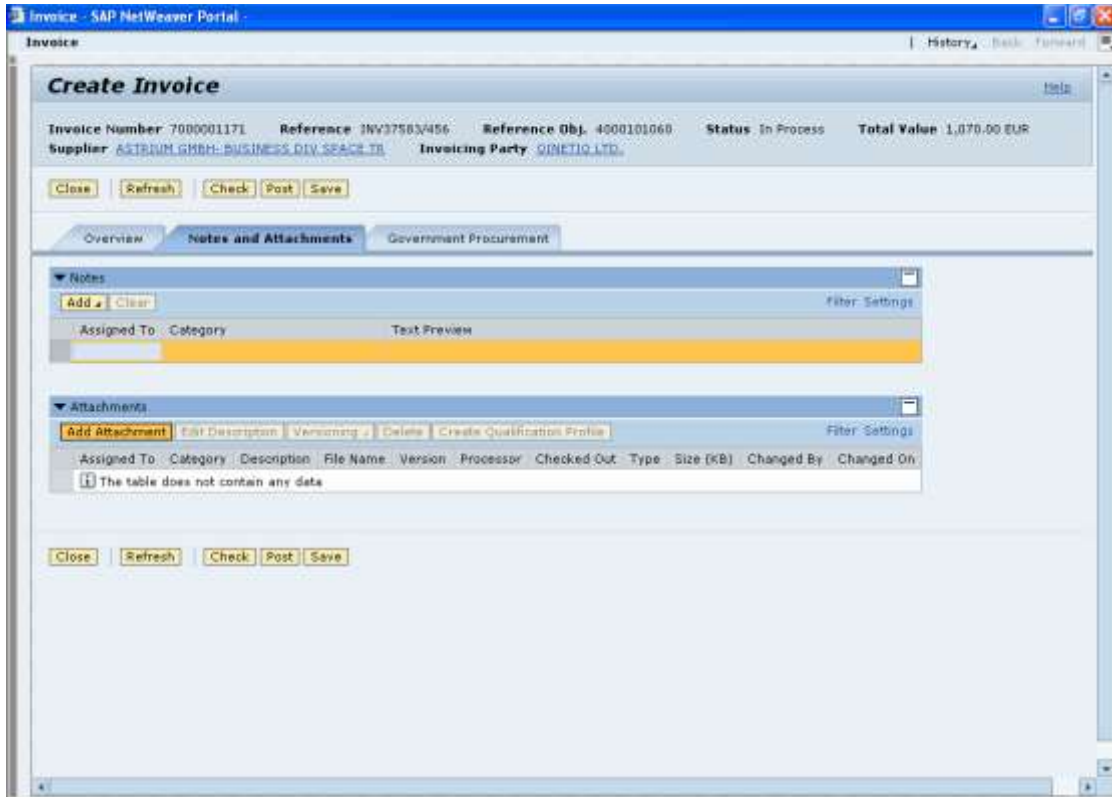 Invoice - SAP NetWeaver Portal -
Invoice | History Back Forward
Create Invoice Help
Invoice Number 7000001171 Reference INV37583/456 Reference Obj. 4000101060 Status In Process Total Value 1,070.00 EUR
Supplier ASTRIUM GMBH- BUSINESS DIV SPACE TR Invoicing Party QINETIQ LTD.
Close Refresh Check Post Save
Overview Notes and Attachments Government Procurement
Notes
Add Clear Filter Settings
Assigned To Category Text Preview
Attachments
Add Attachment Edit Description Versioning Delete Create Qualification Profile Filter Settings
Assigned To Category Description File Name Version Processor Checked Out Type Size (KB) Changed By Changed On
The table does not contain any data
Close Refresh Check Post Save